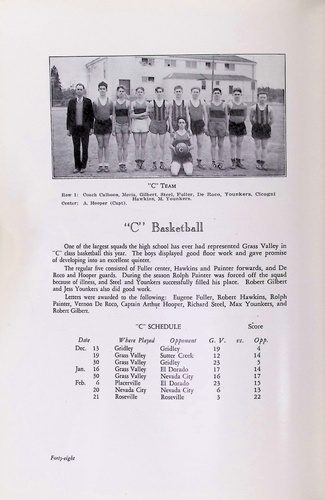 "C" TEAM
Row 1: Coach Calhoon, Meria, Gilbert, Steel, Fuller, De Roco, Younkers, Clengni
Hawkins, M. Younkers.
Center: A. Hooper (Capt).
"C" Basketball
One of the largest squads the high school has ever had represented Grass Valley in
"C" class basketball this year. The boys displayed good floor work and gave promise
of developing into an excellent quintet.
The regular five consisted of Fuller center, Hawkins and Painter forwards, and De
Roco and Hooper guards. During the season Rolph Painter was forced off the squad
because of illness, and Steel and Younkers successfully filled his place. Robert Gilbert
and Jess Younkers also did good work.
Letters were awarded to the following: Eugene Fuller, Robert Hawkins, Rolph
Painter, Vernon De Roco, Captain Arthur Hooper, Richard Steel, Max Younkers, and
Robert Gilbert.
"C" SCHEDULE Score
Date Where Played Opponent G. V. vs. Opp.
Dec. 13 Gridley Gridley 19 4
19 Grass Valley Sutter Creek 12 14
30 Grass Valley Gridley 23 5
Jan. 16 Grass Valley El Dorado 17 14
30 Grass Valley Nevada City 16 17
Feb. 6 Placerville El Dorado 23 15
20 Nevada City Nevada City 6 13
21 Roseville Roseville 3 22
Forty-eight